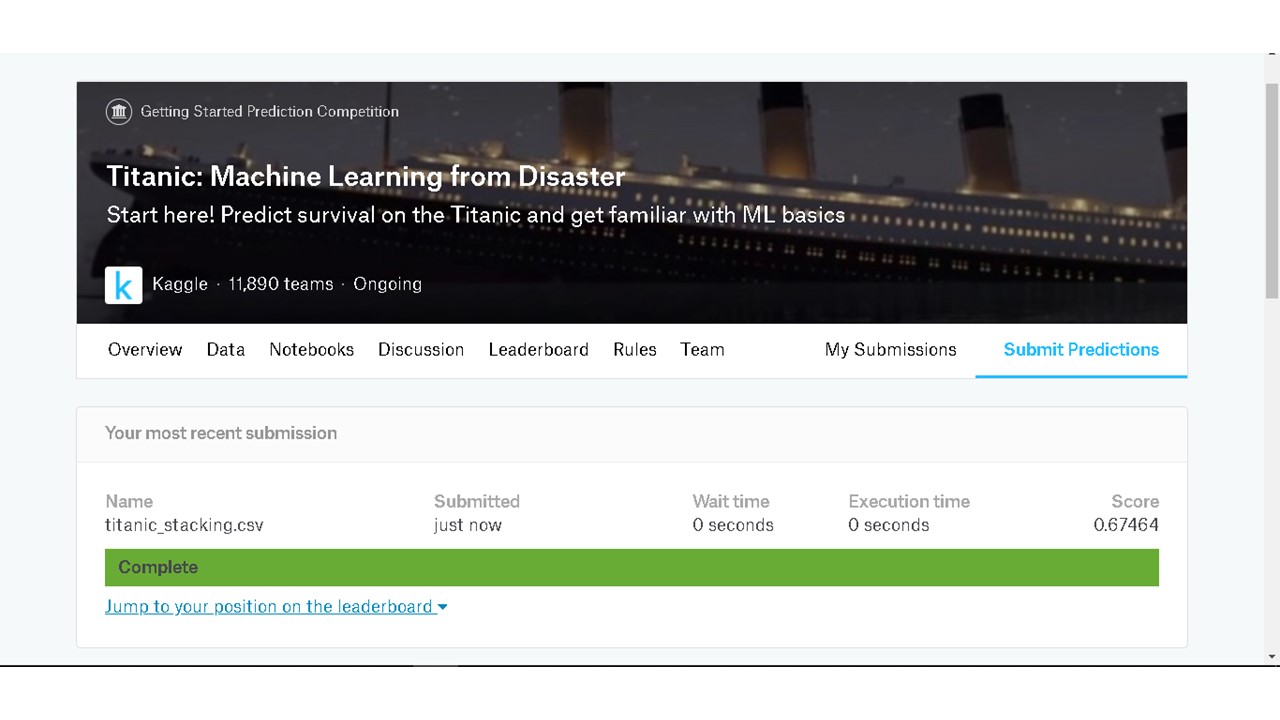 Getting Started Prediction Competition
Titanic: Machine Learning from Disaster
Start here! Predict survival on the Titanic and get familiar with ML basics
k Kaggle · 11,890 teams · Ongoing
Overview Data Notebooks Discussion Leaderboard Rules Team My Submissions Submit Predictions
Your most recent submission
Name Submitted Wait time Execution time Score
titanic_stacking.csv just now 0 seconds 0 seconds 0.67464
Complete
Jump to your position on the leaderboard